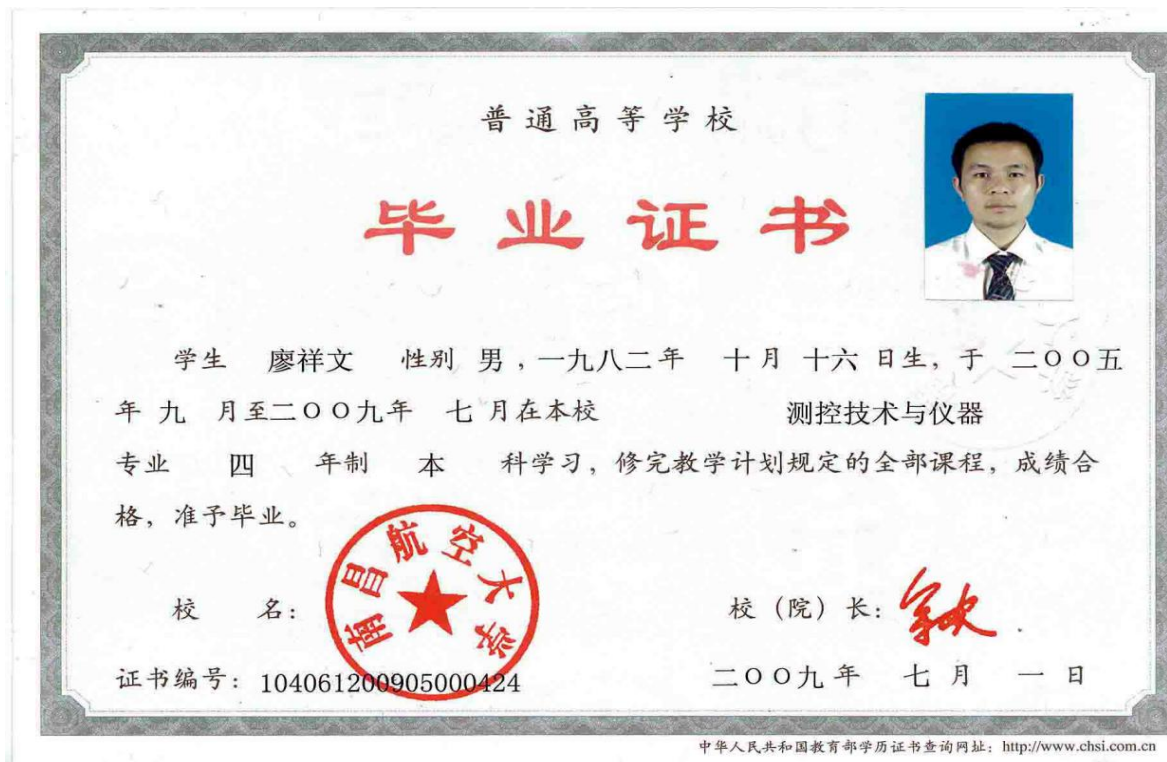 普通高等学校
毕业证书
学生 廖祥文 性别 男,一九八二年 十月 十六 日生,于 二〇〇五
年 九 月至二〇〇九年 七 月在本校 测控技术与仪器
专业 四 年制 本 科学习,修完教学计划规定的全部课程,成绩合
格,准予毕业。
南昌航空大学
校 名: 校(院)长:
证书编号:104061200905000424 二〇〇九年 七 月 一 日
中华人民共和国教育部学历证书查询网址:http://www.chsi.com.cn